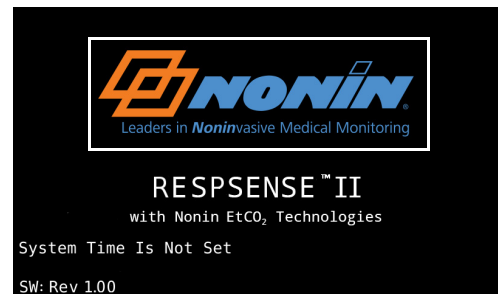 NONIN®
Leaders in Noninvasive Medical Monitoring
RESPSENSE™II
with Nonin EtCO₂ Technologies
System Time Is Not Set
SW: Rev 1.00